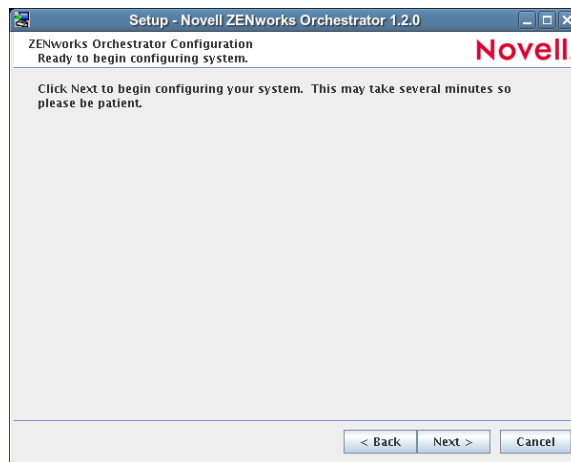 Setup - Novell ZENworks Orchestrator 1.2.0
ZENworks Orchestrator Configuration
Ready to begin configuring system.
Novell.
Click Next to begin configuring your system. This may take several minutes so
please be patient.
< Back
Next >
Cancel